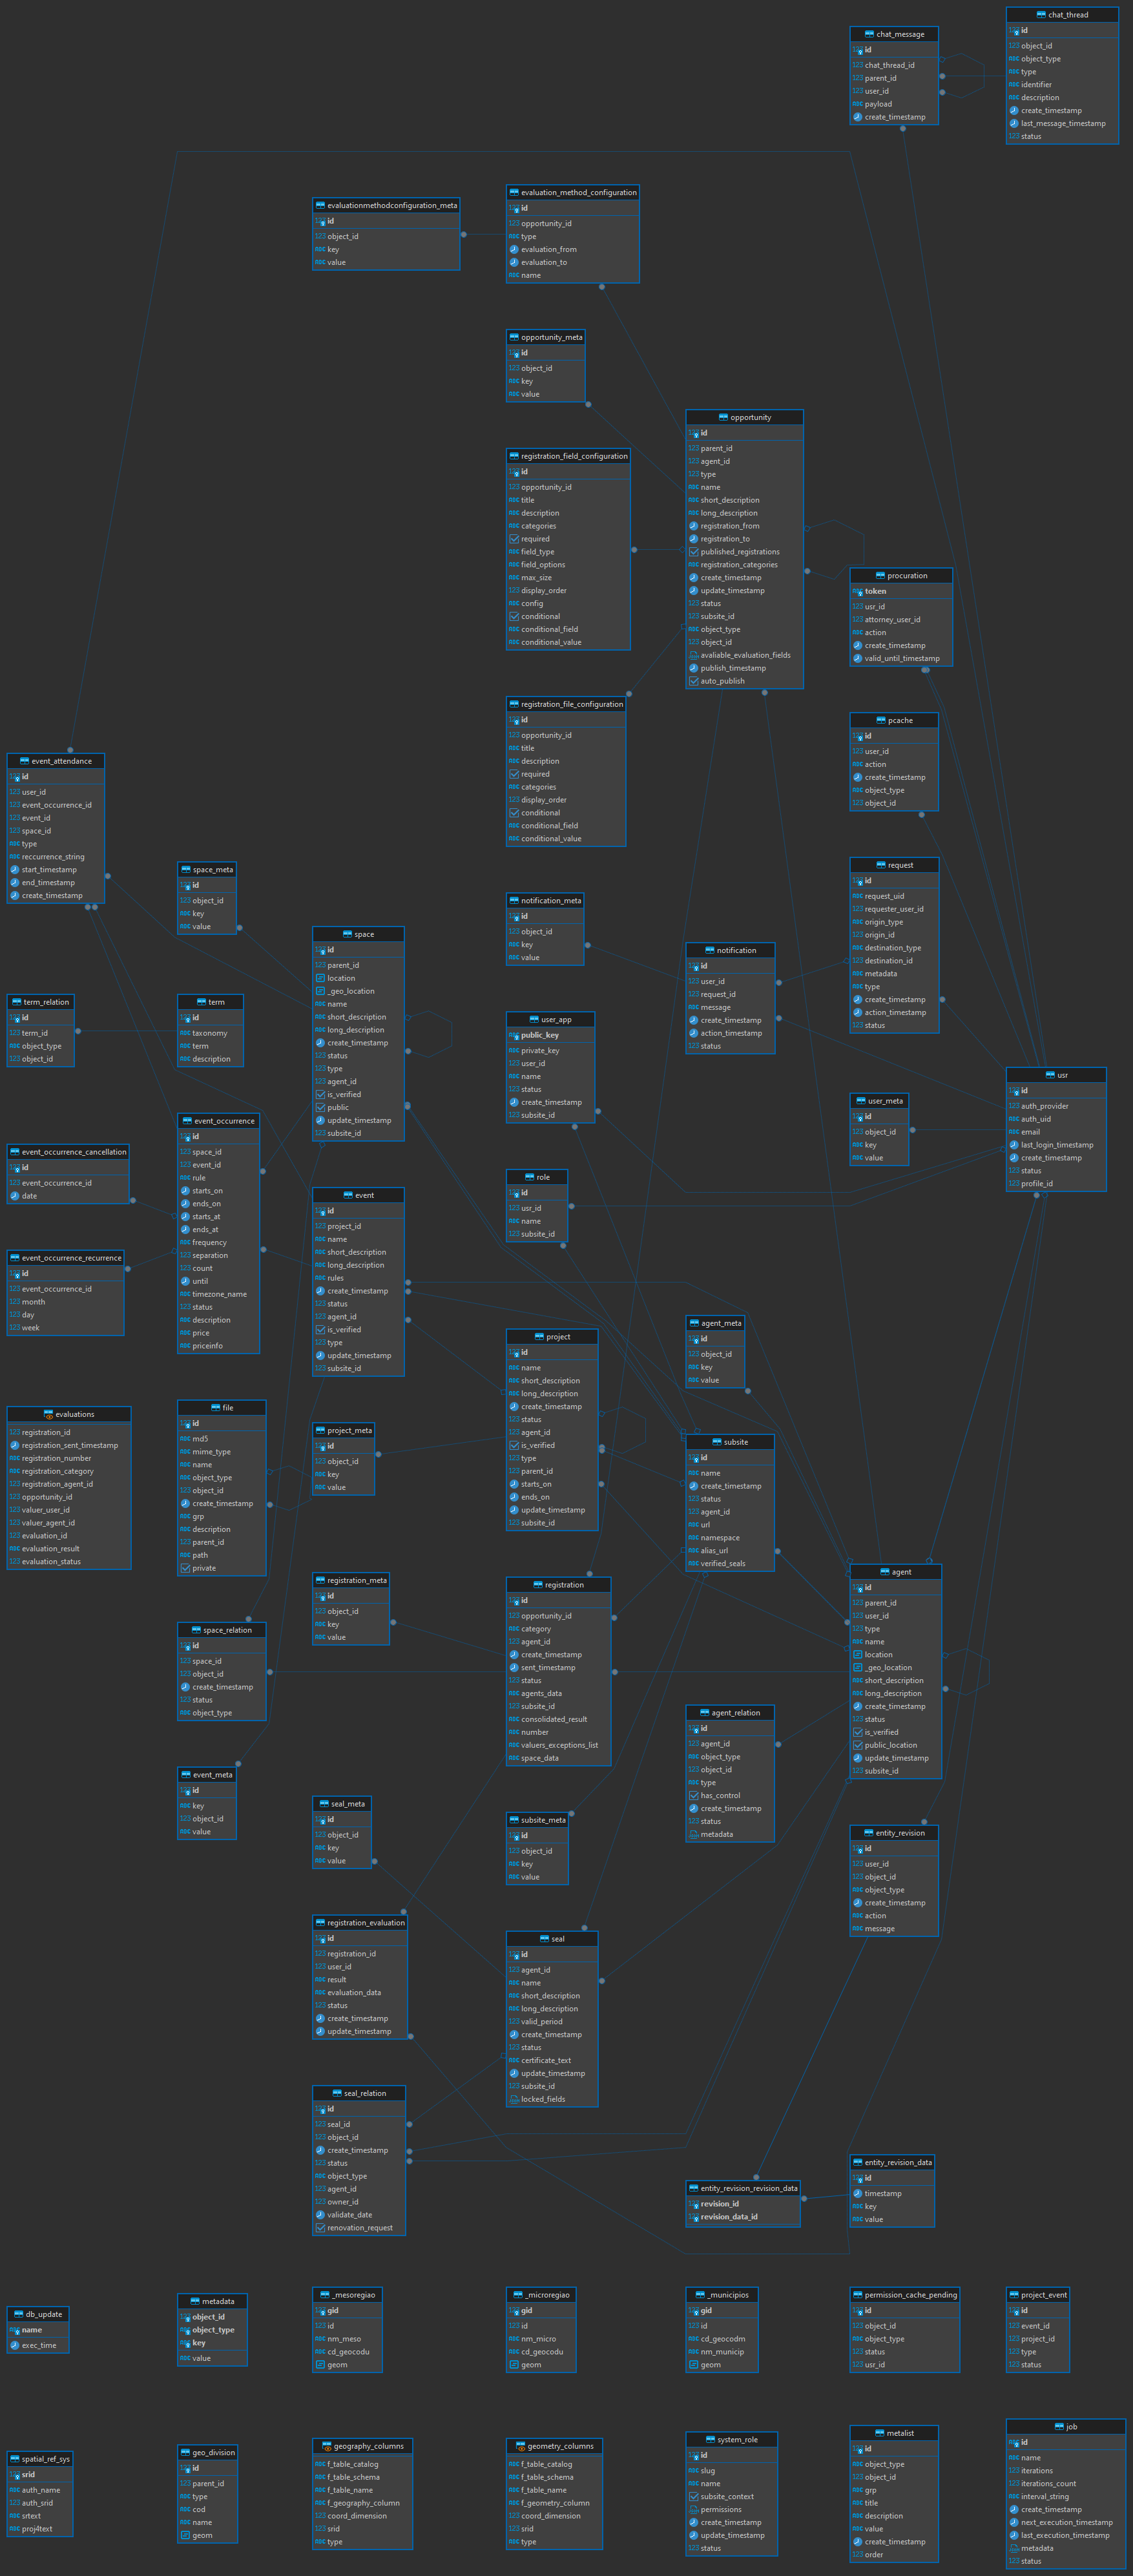 chat_thread
id
object_id
object_type
type
identifier
description
create_timestamp
last_message_timestamp
status
chat_message
id
chat_thread_id
parent_id
user_id
payload
create_timestamp
evaluation_method_configuration
id
opportunity_id
type
evaluation_from
evaluation_to
name
evaluationmethodconfiguration_meta
id
object_id
key
value
opportunity_meta
id
object_id
key
value
opportunity
id
parent_id
agent_id
type
name
short_description
long_description
registration_from
registration_to
published_registrations
registration_categories
create_timestamp
update_timestamp
status
subsite_id
object_type
object_id
avaliable_evaluation_fields
publish_timestamp
auto_publish
registration_field_configuration
id
opportunity_id
title
description
categories
required
field_type
field_options
max_size
display_order
config
conditional
conditional_field
conditional_value
procuration
token
usr_id
attorney_user_id
action
create_timestamp
valid_until_timestamp
registration_file_configuration
id
opportunity_id
title
description
required
categories
display_order
conditional
conditional_field
conditional_value
pcache
id
user_id
action
create_timestamp
object_type
object_id
event_attendance
id
user_id
event_occurrence_id
event_id
space_id
type
reccurrence_string
start_timestamp
end_timestamp
create_timestamp
space_meta
id
object_id
key
value
request
id
request_uid
requester_user_id
origin_type
origin_id
destination_type
destination_id
metadata
type
create_timestamp
action_timestamp
status
notification_meta
id
object_id
key
value
space
id
parent_id
location
_geo_location
name
short_description
long_description
create_timestamp
status
type
agent_id
is_verified
public
update_timestamp
subsite_id
notification
id
user_id
request_id
message
create_timestamp
action_timestamp
status
term_relation
id
term_id
object_type
object_id
term
id
taxonomy
term
description
user_app
public_key
private_key
user_id
name
status
create_timestamp
subsite_id
usr
id
auth_provider
auth_uid
email
last_login_timestamp
create_timestamp
status
profile_id
user_meta
id
object_id
key
value
event_occurrence
id
space_id
event_id
rule
starts_on
ends_on
starts_at
ends_at
frequency
separation
count
until
timezone_name
status
description
price
priceinfo
event_occurrence_cancellation
id
event_occurrence_id
date
role
id
usr_id
name
subsite_id
event
id
project_id
name
short_description
long_description
rules
create_timestamp
status
agent_id
is_verified
type
update_timestamp
subsite_id
event_occurrence_recurrence
id
event_occurrence_id
month
day
week
agent_meta
id
object_id
key
value
project
id
name
short_description
long_description
create_timestamp
status
agent_id
is_verified
type
parent_id
starts_on
ends_on
update_timestamp
subsite_id
evaluations
registration_id
registration_sent_timestamp
registration_number
registration_category
registration_agent_id
opportunity_id
valuer_user_id
valuer_agent_id
evaluation_id
evaluation_result
evaluation_status
file
id
md5
mime_type
name
object_type
object_id
create_timestamp
grp
description
parent_id
path
private
project_meta
id
object_id
key
value
subsite
id
name
create_timestamp
status
agent_id
url
namespace
alias_url
verified_seals
agent
id
parent_id
user_id
type
name
location
_geo_location
short_description
long_description
create_timestamp
status
is_verified
public_location
update_timestamp
subsite_id
registration_meta
id
object_id
key
value
registration
id
opportunity_id
category
agent_id
create_timestamp
sent_timestamp
status
agents_data
subsite_id
consolidated_result
number
valuers_exceptions_list
space_data
space_relation
id
space_id
object_id
create_timestamp
status
object_type
agent_relation
id
agent_id
object_type
object_id
type
has_control
create_timestamp
status
metadata
event_meta
id
key
object_id
value
seal_meta
id
object_id
key
value
subsite_meta
id
object_id
key
value
entity_revision
id
user_id
object_id
object_type
create_timestamp
action
message
registration_evaluation
id
registration_id
user_id
result
evaluation_data
status
create_timestamp
update_timestamp
seal
id
agent_id
name
short_description
long_description
valid_period
create_timestamp
status
certificate_text
update_timestamp
subsite_id
locked_fields
seal_relation
id
seal_id
object_id
create_timestamp
status
object_type
agent_id
owner_id
validate_date
renovation_request
entity_revision_revision_data
revision_id
revision_data_id
entity_revision_data
id
timestamp
key
value
db_update
name
exec_time
metadata
object_id
object_type
key
value
_mesoregiao
gid
id
nm_meso
cd_geocodu
geom
_microregiao
gid
id
nm_micro
cd_geocodu
geom
_municipios
gid
id
cd_geocodm
nm_municip
geom
permission_cache_pending
id
object_id
object_type
status
usr_id
project_event
id
event_id
project_id
type
status
spatial_ref_sys
srid
auth_name
auth_srid
srtext
proj4text
geo_division
id
parent_id
type
cod
name
geom
geography_columns
f_table_catalog
f_table_schema
f_table_name
f_geography_column
coord_dimension
srid
type
geometry_columns
f_table_catalog
f_table_schema
f_table_name
f_geometry_column
coord_dimension
srid
type
system_role
id
slug
name
subsite_context
permissions
create_timestamp
update_timestamp
status
metalist
id
object_type
object_id
grp
title
description
value
create_timestamp
order
job
id
name
iterations
iterations_count
interval_string
create_timestamp
next_execution_timestamp
last_execution_timestamp
metadata
status